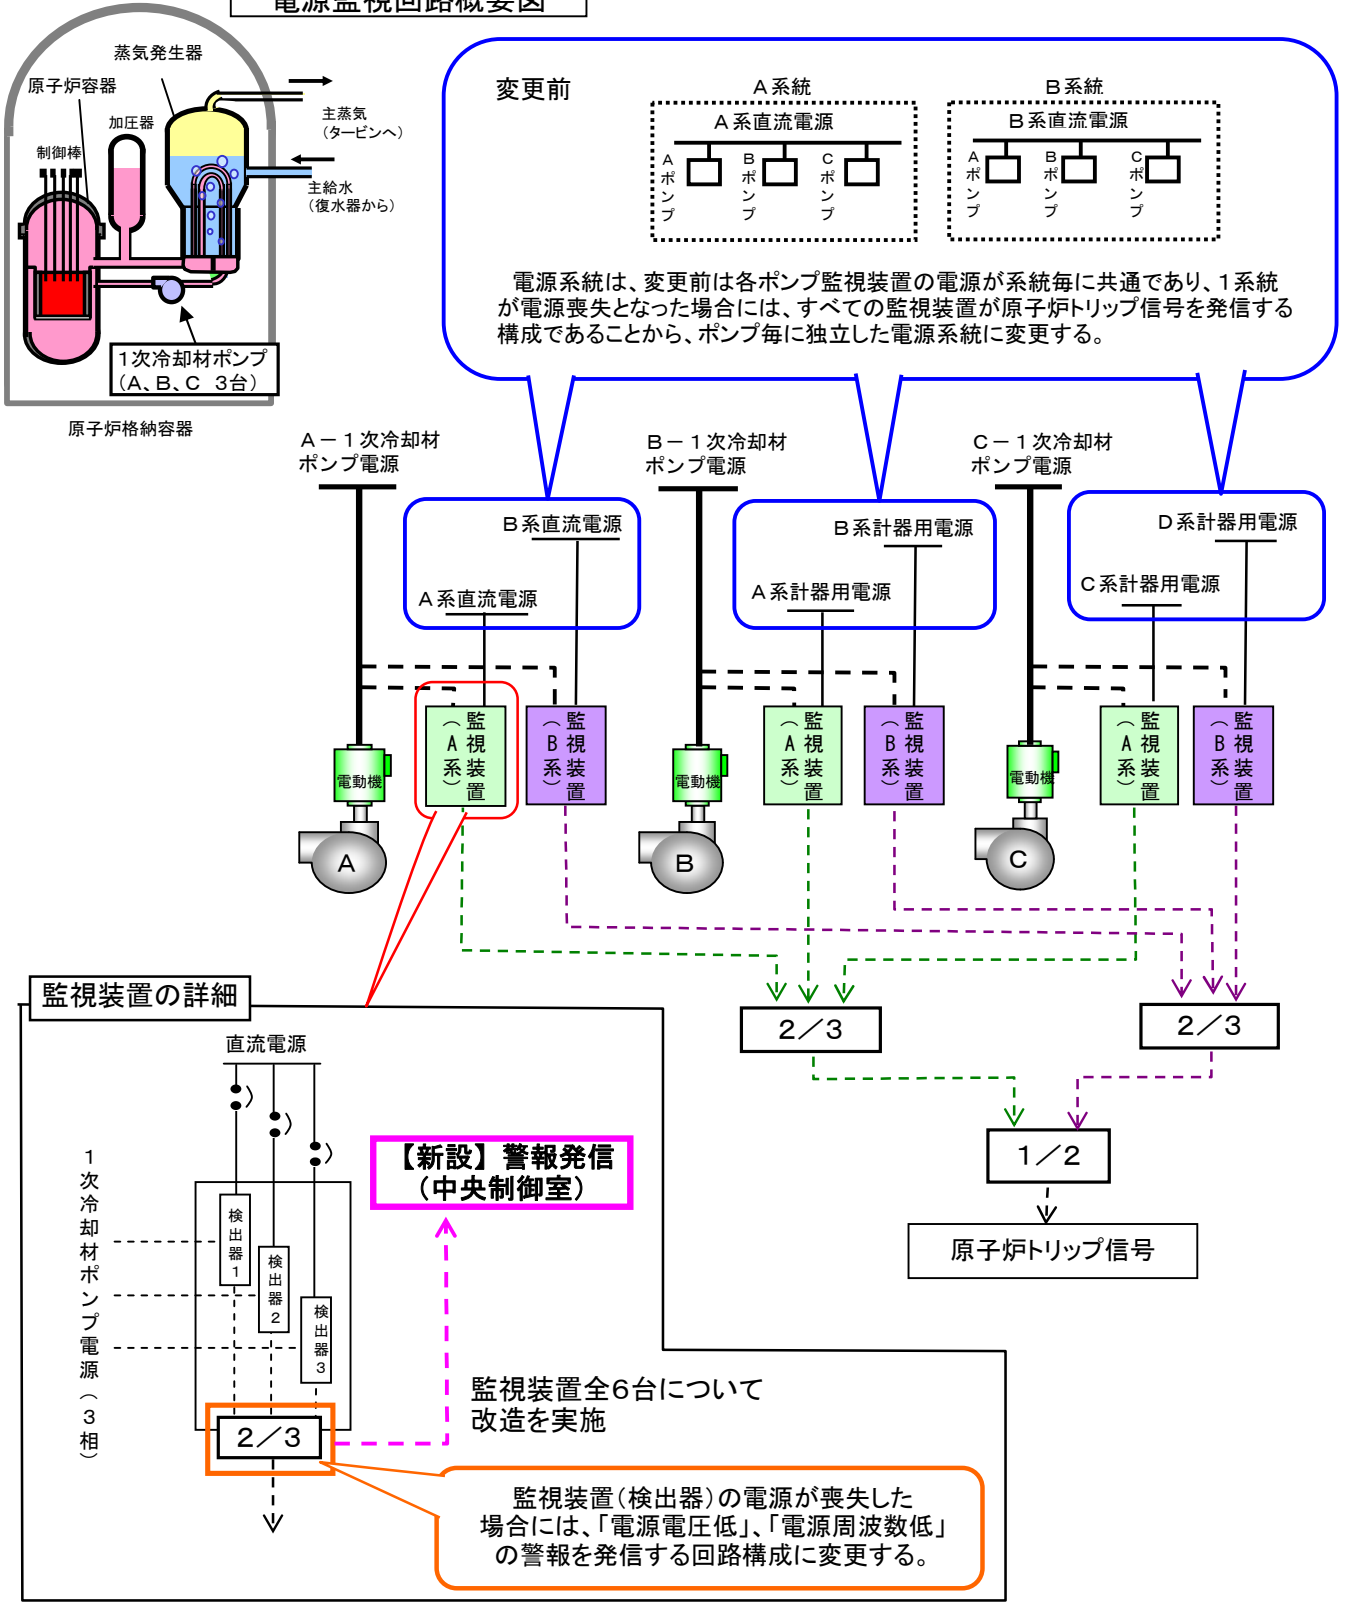 電源監視回路概要図
蒸気発生器
原子炉容器
加圧器
制御棒
主蒸気
（タービンへ）
主給水
（復水器から）
1次冷却材ポンプ
（A、B、C　3台）
原子炉格納容器
変更前
A系統
A系直流電源
Aポンプ
Bポンプ
Cポンプ
B系統
B系直流電源
Aポンプ
Bポンプ
Cポンプ
電源系統は、変更前は各ポンプ監視装置の電源が系統毎に共通であり、1系統
が電源喪失となった場合には、すべての監視装置が原子炉トリップ信号を発信する
構成であることから、ポンプ毎に独立した電源系統に変更する。
A－1次冷却材
ポンプ電源
B－1次冷却材
ポンプ電源
C－1次冷却材
ポンプ電源
B系直流電源
A系直流電源
B系計器用電源
A系計器用電源
D系計器用電源
C系計器用電源
監視装置
（A系）
監視装置
（B系）
監視装置
（A系）
監視装置
（B系）
監視装置
（A系）
監視装置
（B系）
電動機
電動機
電動機
A
B
C
2／3
2／3
1／2
原子炉トリップ信号
監視装置の詳細
直流電源
1次冷却材ポンプ電源（3相）
検出器1
検出器2
検出器3
2／3
【新設】警報発信
（中央制御室）
監視装置全6台について
改造を実施
監視装置（検出器）の電源が喪失した
場合には、「電源電圧低」、「電源周波数低」
の警報を発信する回路構成に変更する。